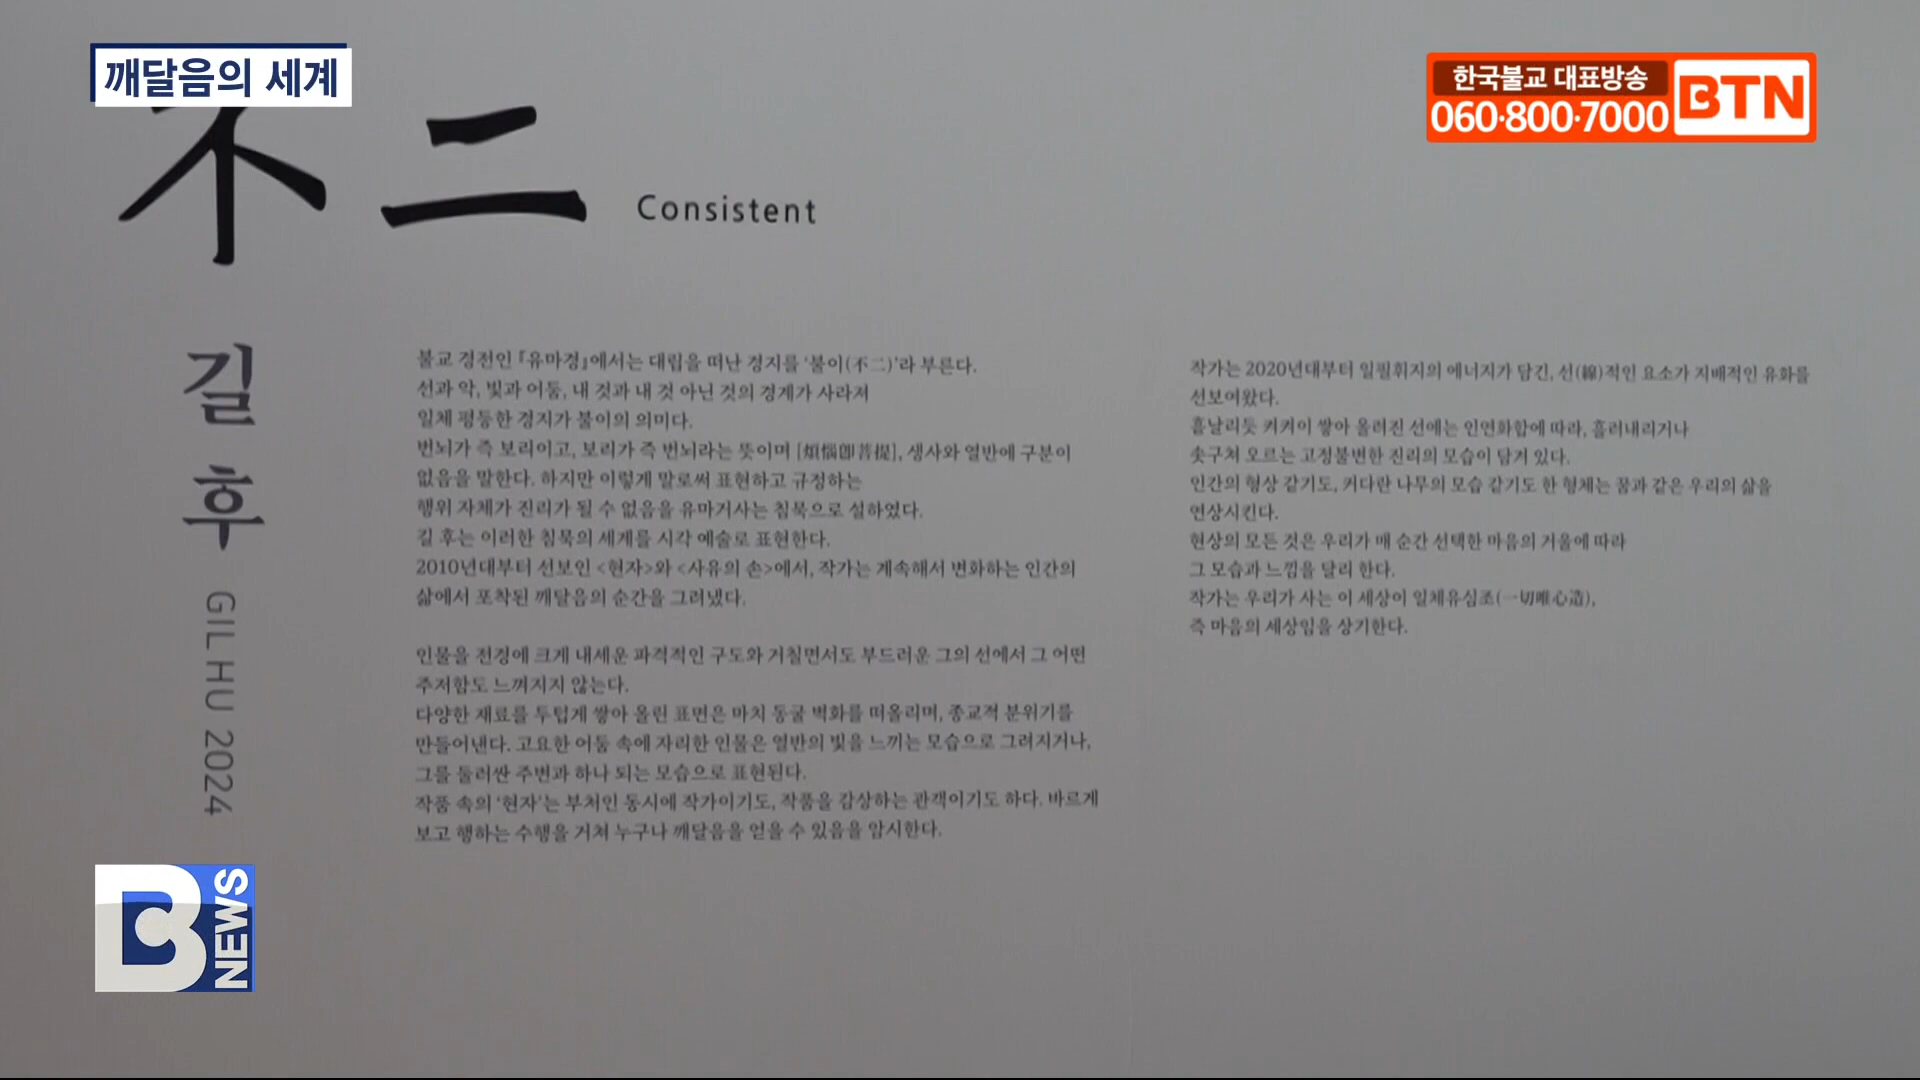 깨달음의 세계
한국불교 대표방송
060·800·7000
BTN
不二
Consistent
길 후
GIL HU 2024
불교 경전인 『유마경』에서는 대립을 떠난 경지를 ‘불이(不二)’라 부른다.
선과 악, 빛과 어둠, 내 것과 내 것 아닌 것의 경계가 사라져
일체 평등한 경지가 불이의 의미다.
번뇌가 즉 보리이고, 보리가 즉 번뇌라는 뜻이며 [煩惱卽菩提], 생사와 열반에 구분이
없음을 말한다. 하지만 이렇게 말로써 표현하고 규정하는
행위 자체가 진리가 될 수 없음을 유마거사는 침묵으로 설하였다.
길 후는 이러한 침묵의 세계를 시각 예술로 표현한다.
2010년대부터 선보인 <현자>와 <사유의 손>에서, 작가는 계속해서 변화하는 인간의
삶에서 포착된 깨달음의 순간을 그려냈다.
인물을 전경에 크게 내세운 파격적인 구도와 거칠면서도 부드러운 그의 선에서 그 어떤
주저함도 느껴지지 않는다.
다양한 재료를 두텁게 쌓아 올린 표면은 마치 동굴 벽화를 떠올리며, 종교적 분위기를
만들어낸다. 고요한 어둠 속에 자리한 인물은 열반의 빛을 느끼는 모습으로 그려지거나,
그를 둘러싼 주변과 하나 되는 모습으로 표현된다.
작품 속의 ‘현자’는 부처인 동시에 작가이기도, 작품을 감상하는 관객이기도 하다. 바르게
보고 행하는 수행을 거쳐 누구나 깨달음을 얻을 수 있음을 암시한다.
작가는 2020년대부터 일필휘지의 에너지가 담긴, 선(線)적인 요소가 지배적인 유화를
선보여왔다.
흩날리듯 켜켜이 쌓아 올려진 선에는 인연화합에 따라, 흘러내리거나
솟구쳐 오르는 고정불변한 진리의 모습이 담겨 있다.
인간의 형상 같기도, 커다란 나무의 모습 같기도 한 형체는 꿈과 같은 우리의 삶을
연상시킨다.
현상의 모든 것은 우리가 매 순간 선택한 마음의 거울에 따라
그 모습과 느낌을 달리 한다.
작가는 우리가 사는 이 세상이 일체유심조(一切唯心造),
즉 마음의 세상임을 상기한다.
B NEWS